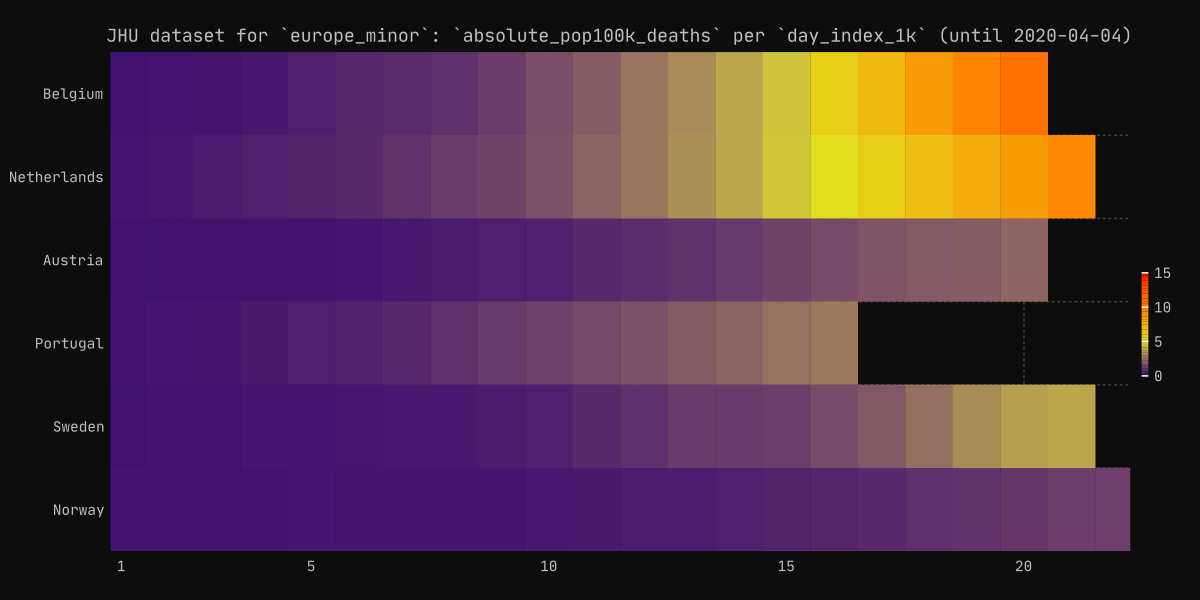 JHU dataset for `europe_minor`: `absolute_pop100k_deaths` per `day_index_1k` (until 2020-04-04)
Belgium
Netherlands
Austria
Portugal
Sweden
Norway
1 5 10 15 20
15
10
5
0